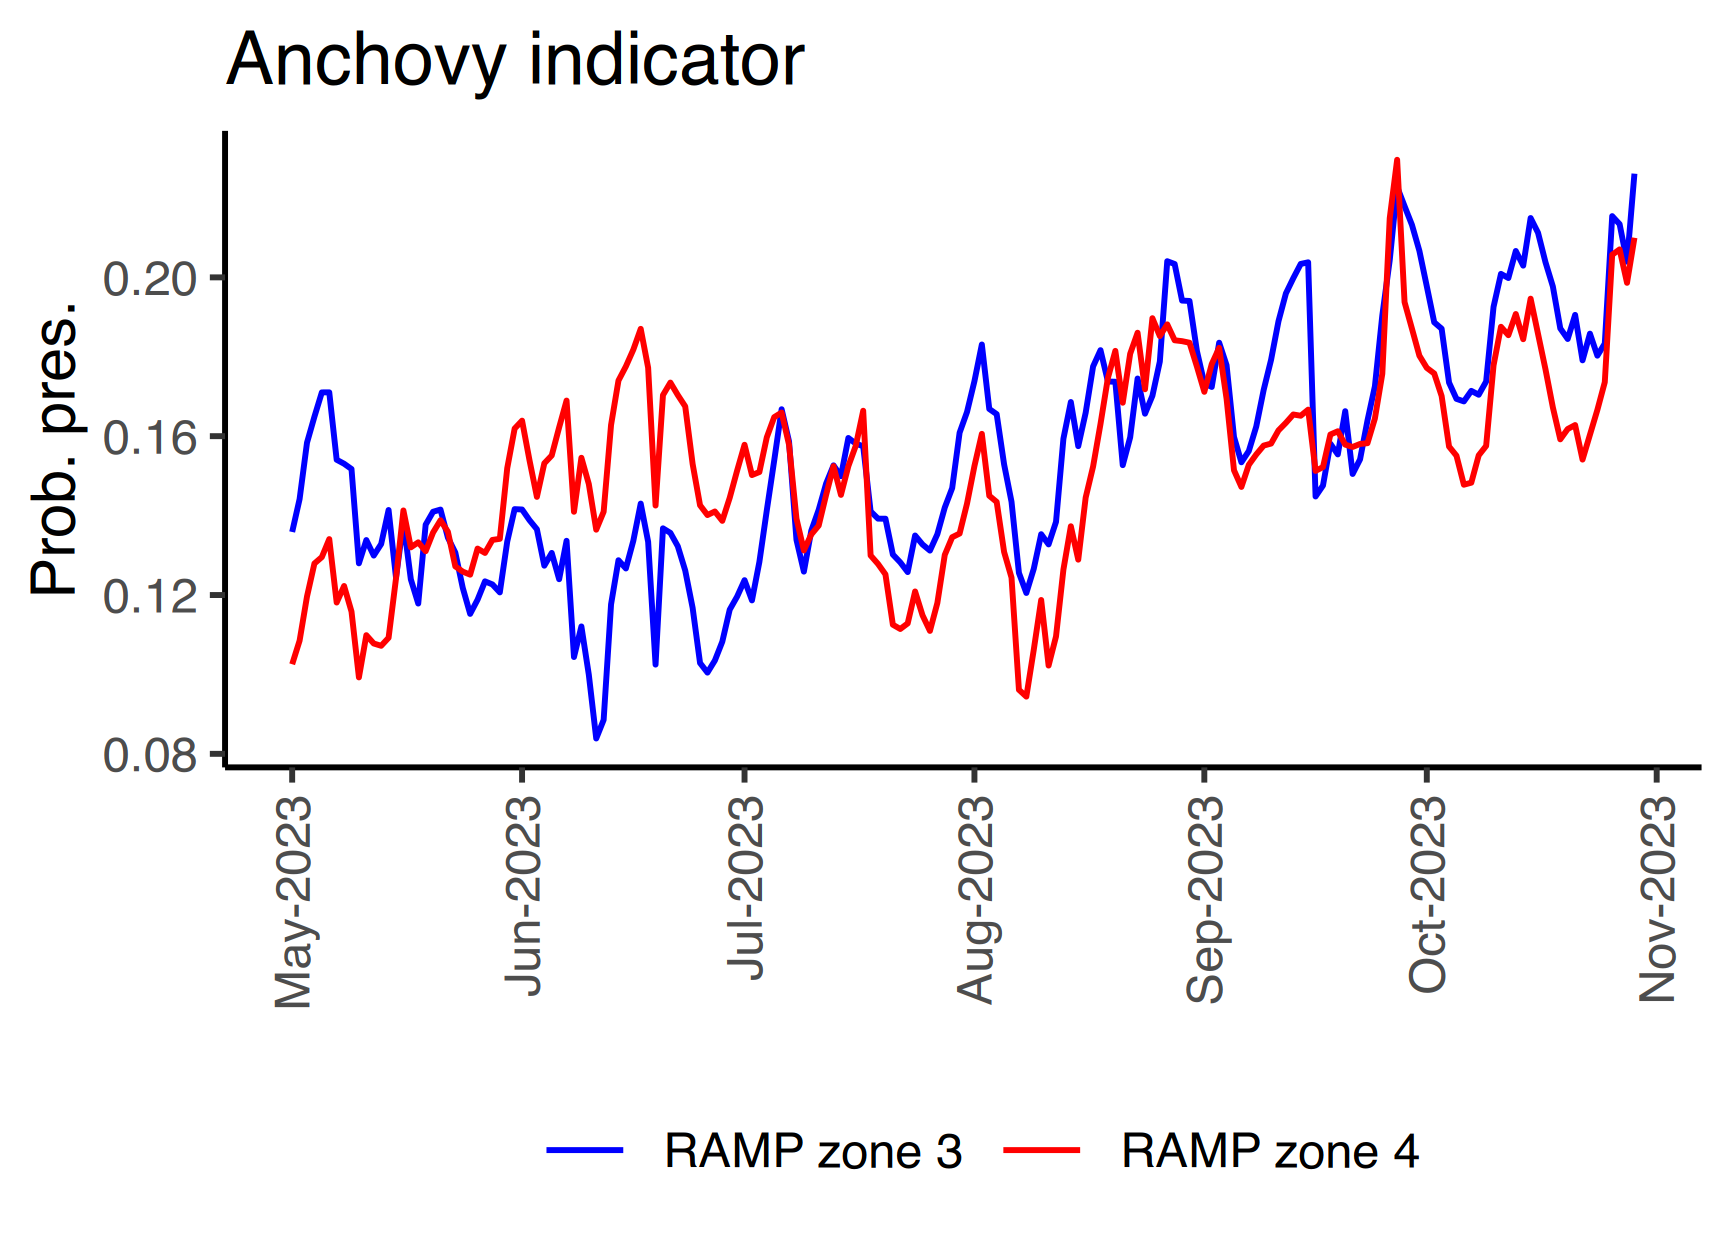 Anchovy indicator
Prob. pres.
0.20
0.16
0.12
0.08
May-2023
Jun-2023
Jul-2023
Aug-2023
Sep-2023
Oct-2023
Nov-2023
RAMP zone 3
RAMP zone 4